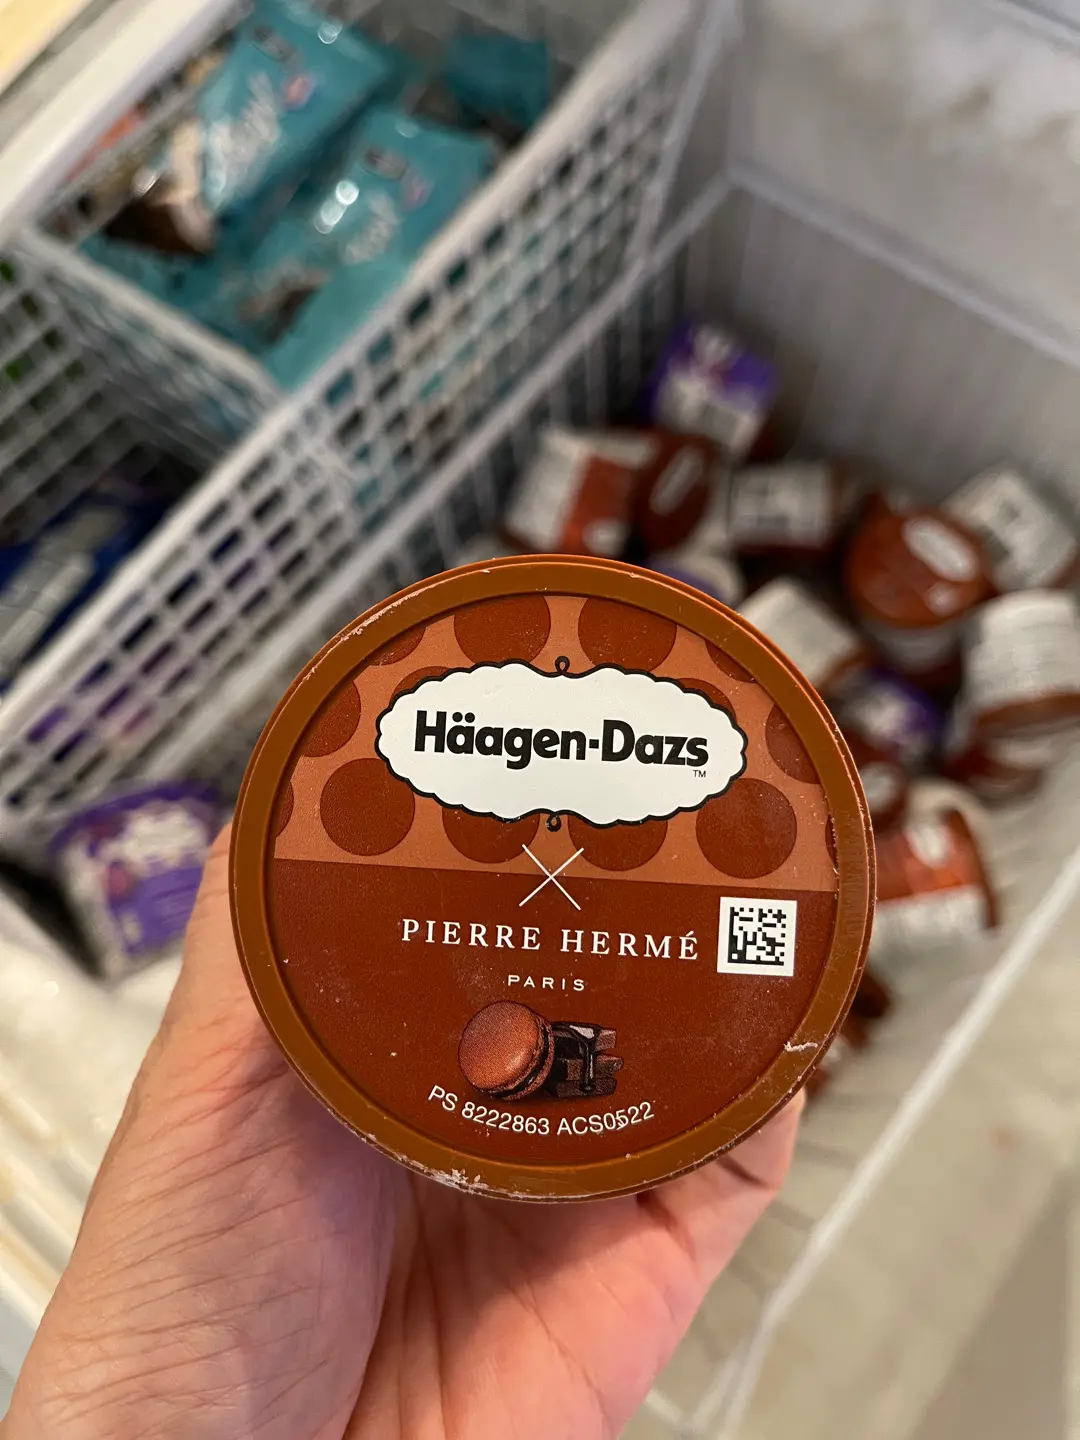 Häagen-Dazs
TM
PIERRE HERMÉ
PARIS
PS 8222863 ACS0522